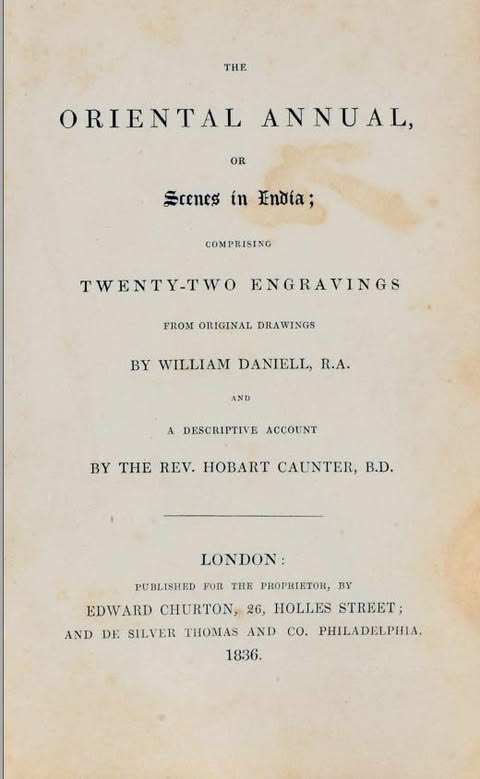 THE
ORIENTAL ANNUAL,
OR
Scenes in India;
COMPRISING
TWENTY-TWO ENGRAVINGS
FROM ORIGINAL DRAWINGS
BY WILLIAM DANIELL, R.A.
AND
A DESCRIPTIVE ACCOUNT
BY THE REV. HOBART CAUNTER, B.D.
LONDON:
PUBLISHED FOR THE PROPRIETOR, BY
EDWARD CHURTON, 26, HOLLES STREET;
AND DE SILVER THOMAS AND CO. PHILADELPHIA.
1836.